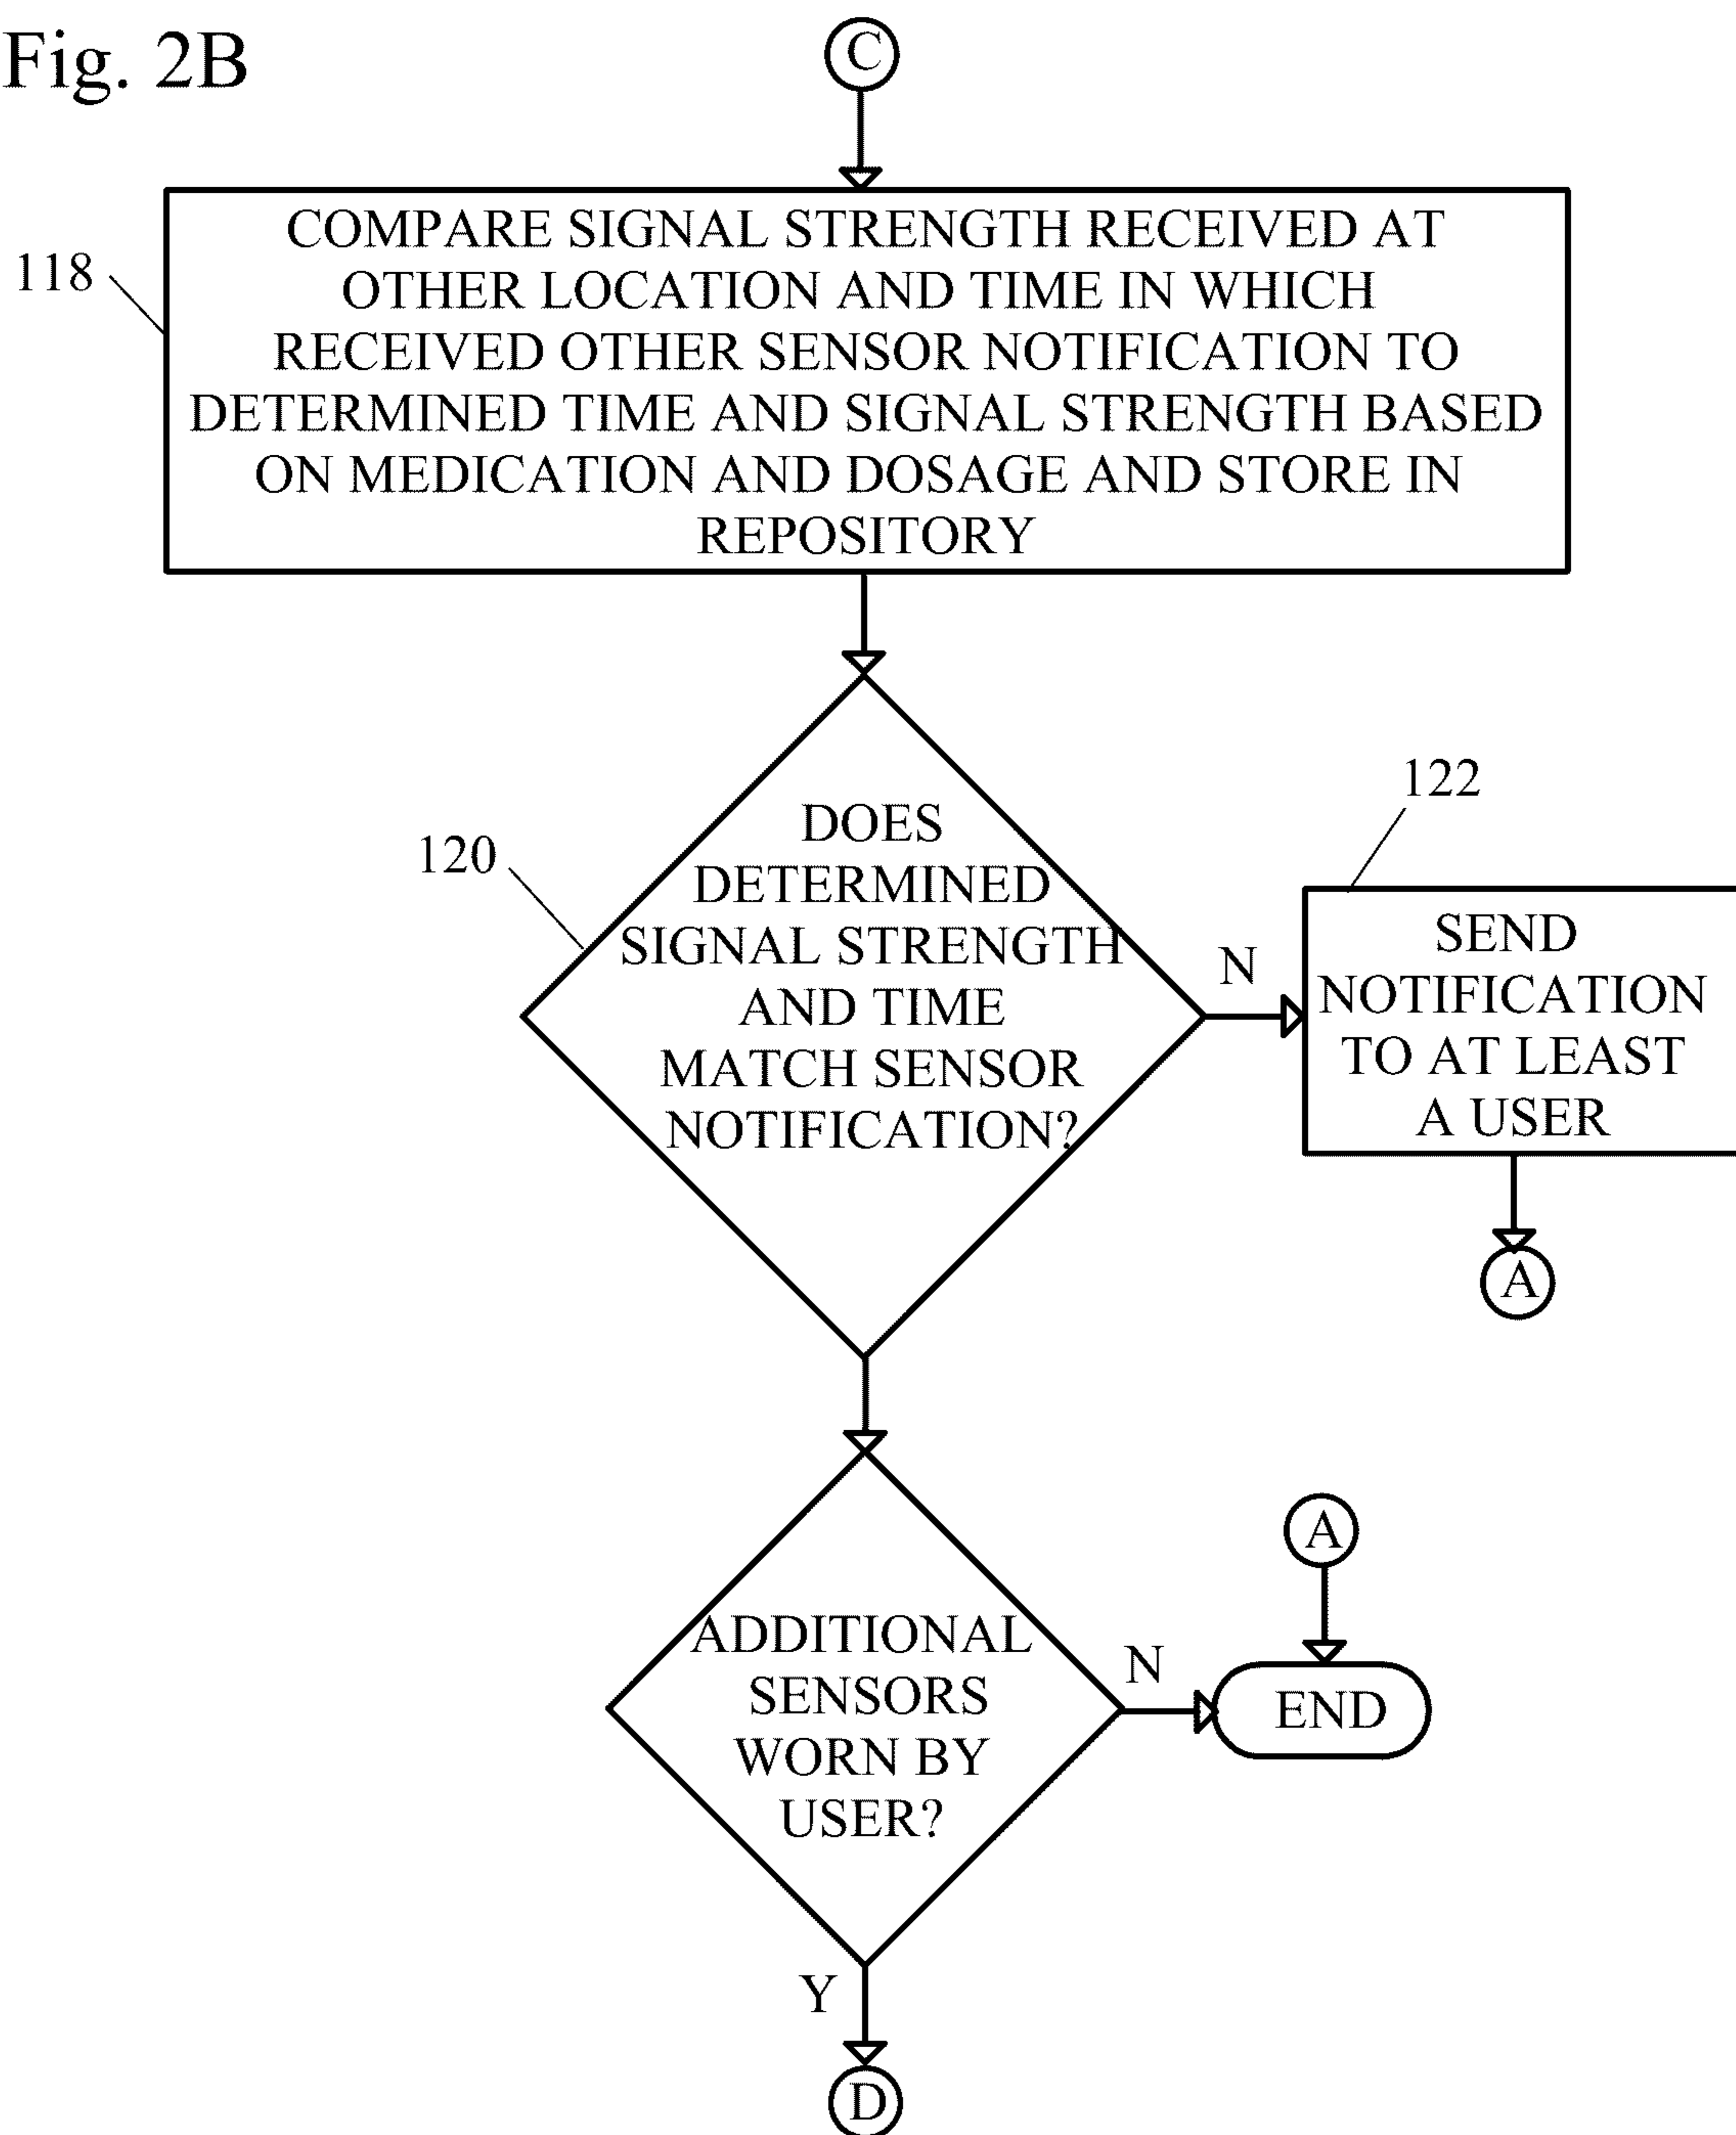 Fig. 2B
C
118
COMPARE SIGNAL STRENGTH RECEIVED AT
OTHER LOCATION AND TIME IN WHICH
RECEIVED OTHER SENSOR NOTIFICATION TO
DETERMINED TIME AND SIGNAL STRENGTH BASED
ON MEDICATION AND DOSAGE AND STORE IN
REPOSITORY
120
DOES
DETERMINED
SIGNAL STRENGTH
AND TIME
MATCH SENSOR
NOTIFICATION?
N
122
SEND
NOTIFICATION
TO AT LEAST
A USER
A
ADDITIONAL
SENSORS
WORN BY
USER?
N
A
END
Y
D